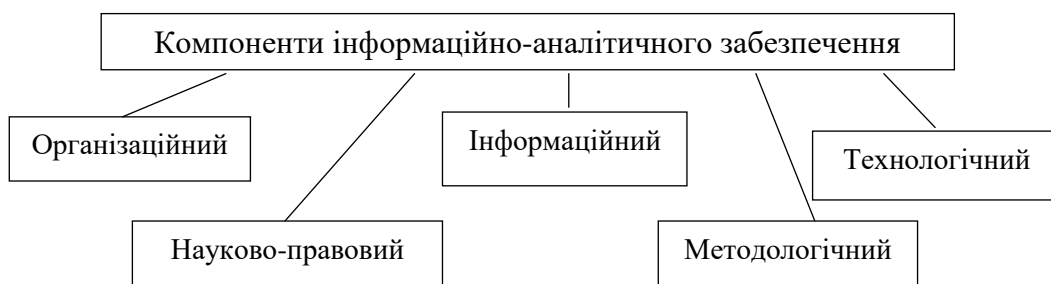 Компоненти інформаційно-аналітичного забезпечення
Організаційний
Інформаційний
Технологічний
Науково-правовий
Методологічний